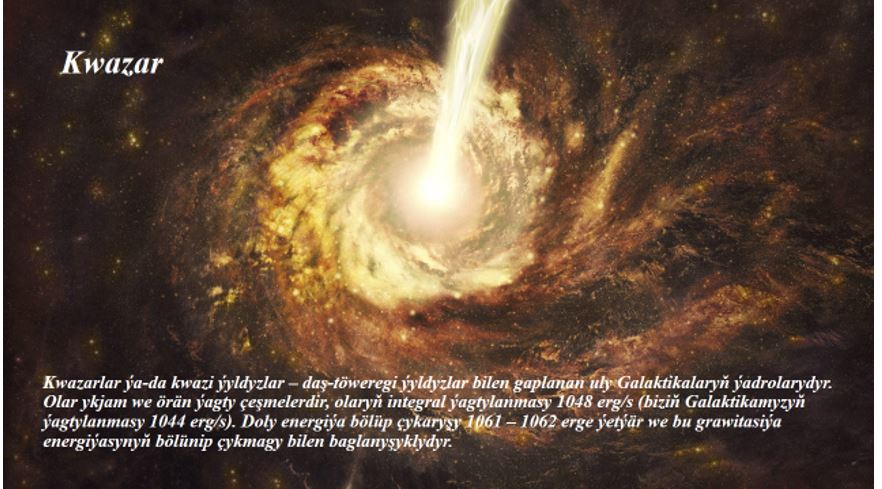 Kwazar
Kwazarlar ýa-da kwazi ýyldyzlar – daş-töweregi ýyldyzlar bilen gaplanan uly Galaktikalaryň ýadrolarydyr.
Olar ykjam we örän ýagty çeşmelerdir, olaryň integral ýagtylanmasy 1048 erg/s (biziň Galaktikamyzyň
ýagtylanmasy 1044 erg/s). Doly energiýa bölüp çykaryşy 1061 – 1062 erge ýetýär we bu grawitasiýa
energiýasynyň bölünip çykmagy bilen baglanyşyklydyr.